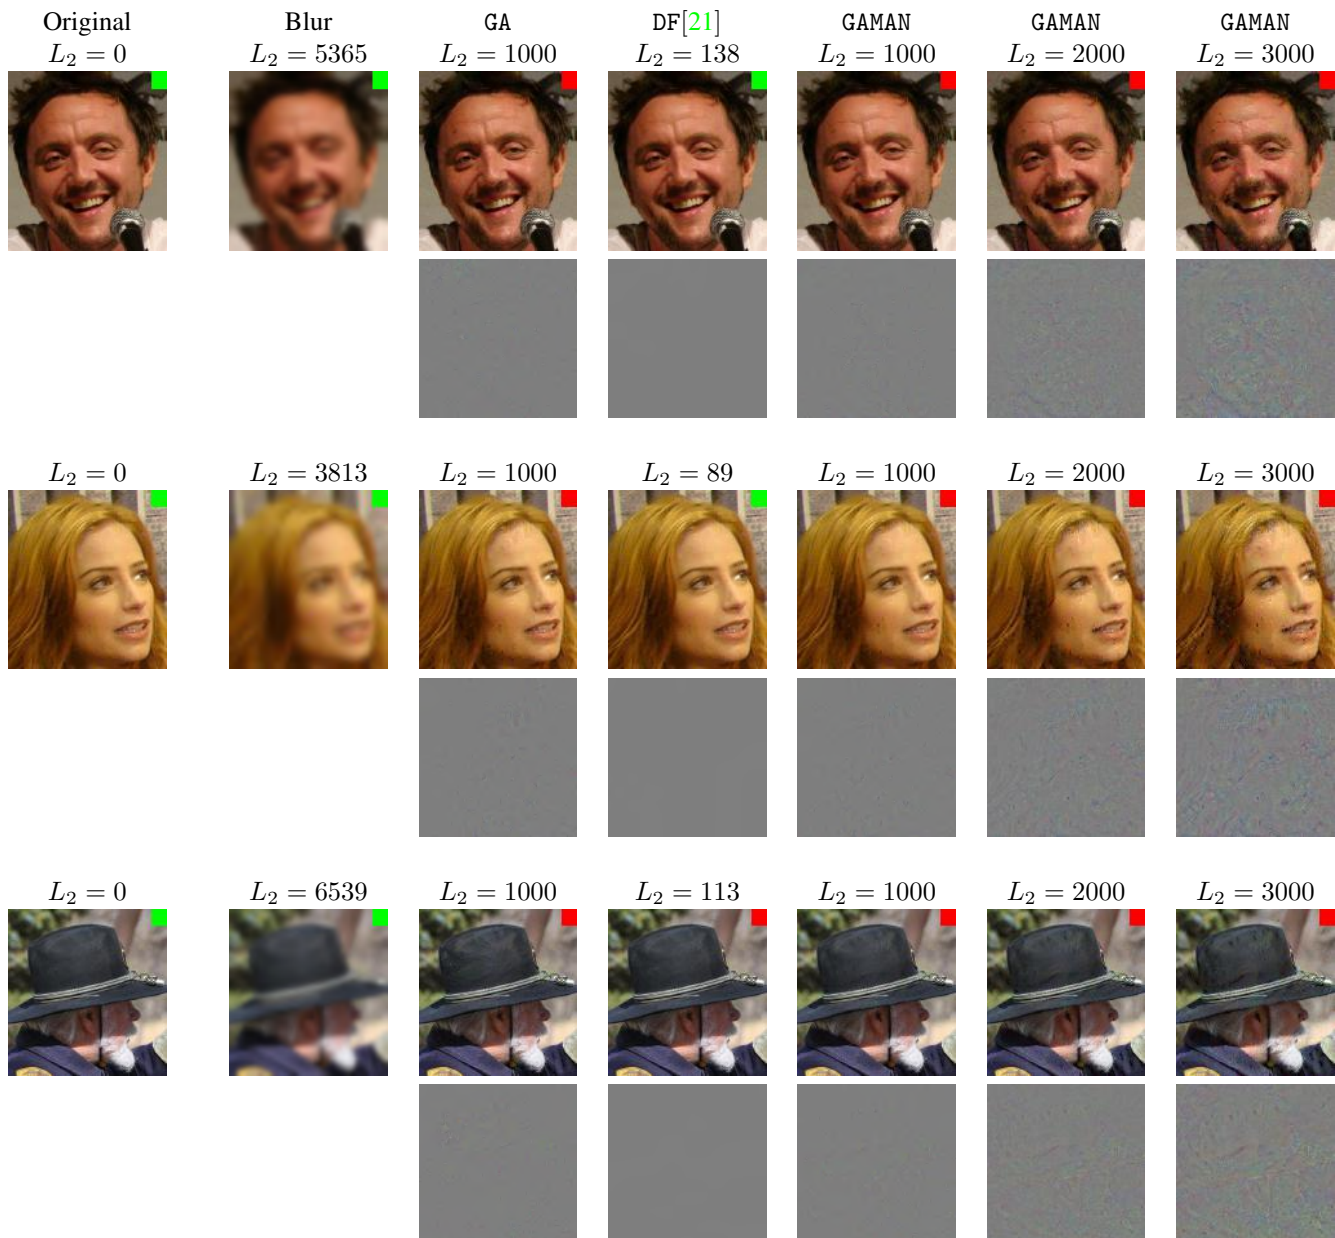 Original Blur GA DF[21] GAMAN GAMAN GAMAN
L₂ = 0 L₂ = 5365 L₂ = 1000 L₂ = 138 L₂ = 1000 L₂ = 2000 L₂ = 3000
L₂ = 0 L₂ = 3813 L₂ = 1000 L₂ = 89 L₂ = 1000 L₂ = 2000 L₂ = 3000
L₂ = 0 L₂ = 6539 L₂ = 1000 L₂ = 113 L₂ = 1000 L₂ = 2000 L₂ = 3000